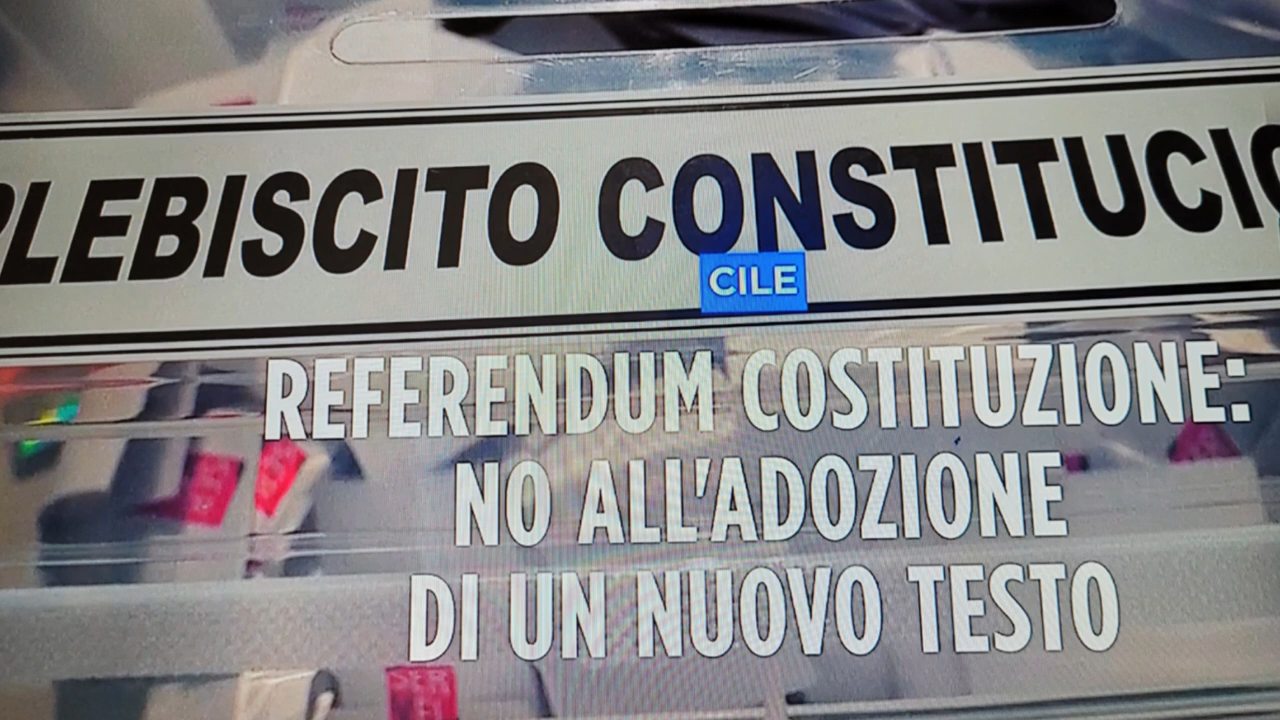 PLEBISCITO CONSTITUCIO
CILE
REFERENDUM COSTITUZIONE:
NO ALL'ADOZIONE
DI UN NUOVO TESTO